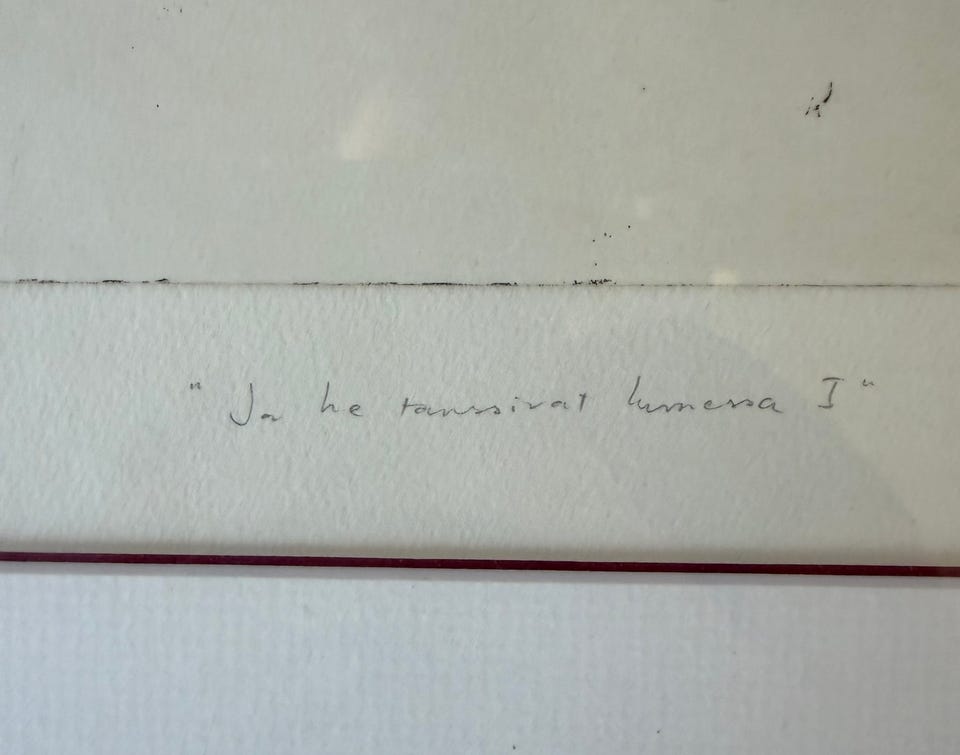 " Ja he tanssivat lumessa I "